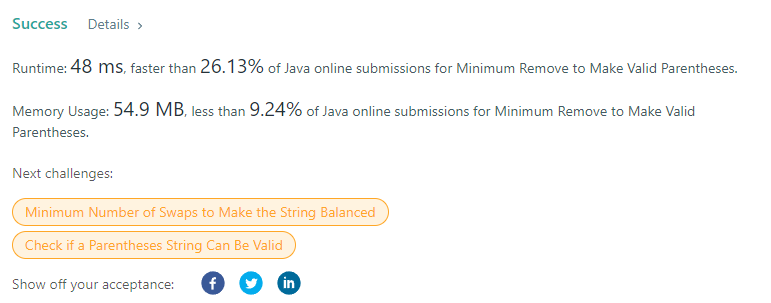 Success Details ›
Runtime: 48 ms, faster than 26.13% of Java online submissions for Minimum Remove to Make Valid Parentheses.
Memory Usage: 54.9 MB, less than 9.24% of Java online submissions for Minimum Remove to Make Valid
Parentheses.
Next challenges:
Minimum Number of Swaps to Make the String Balanced
Check if a Parentheses String Can Be Valid
Show off your acceptance: f in